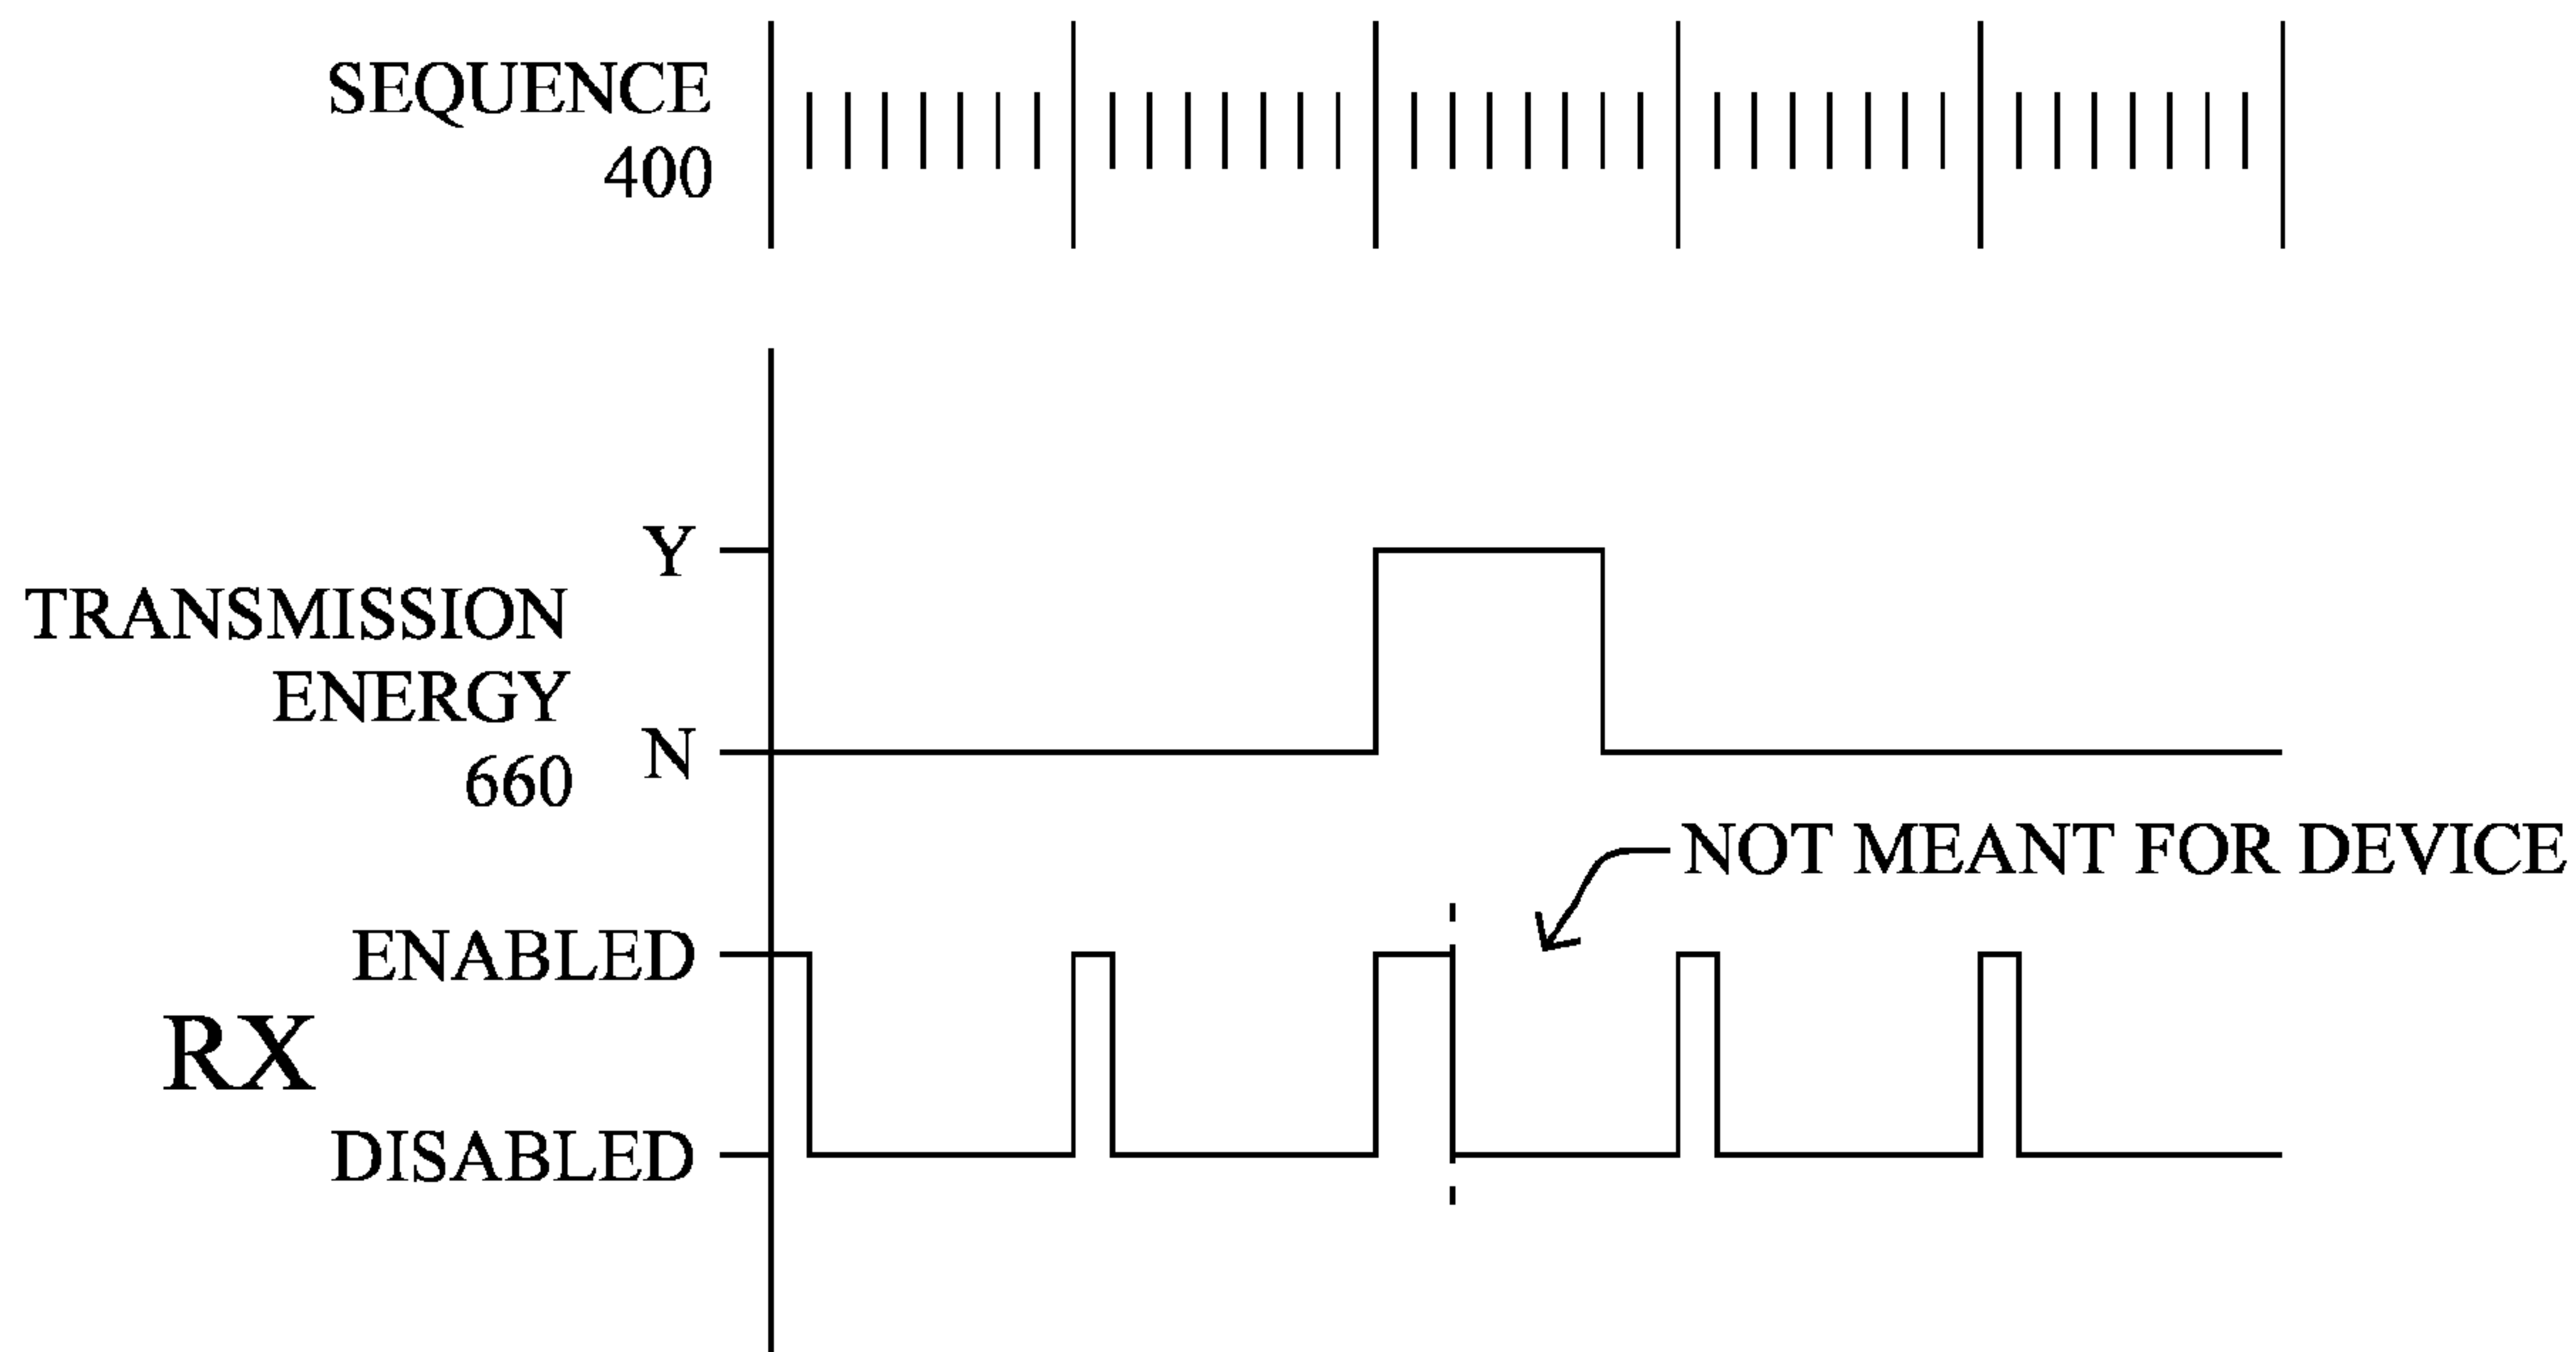 SEQUENCE
400
Y
TRANSMISSION
ENERGY
N
660
NOT MEANT FOR DEVICE
ENABLED
RX
DISABLED